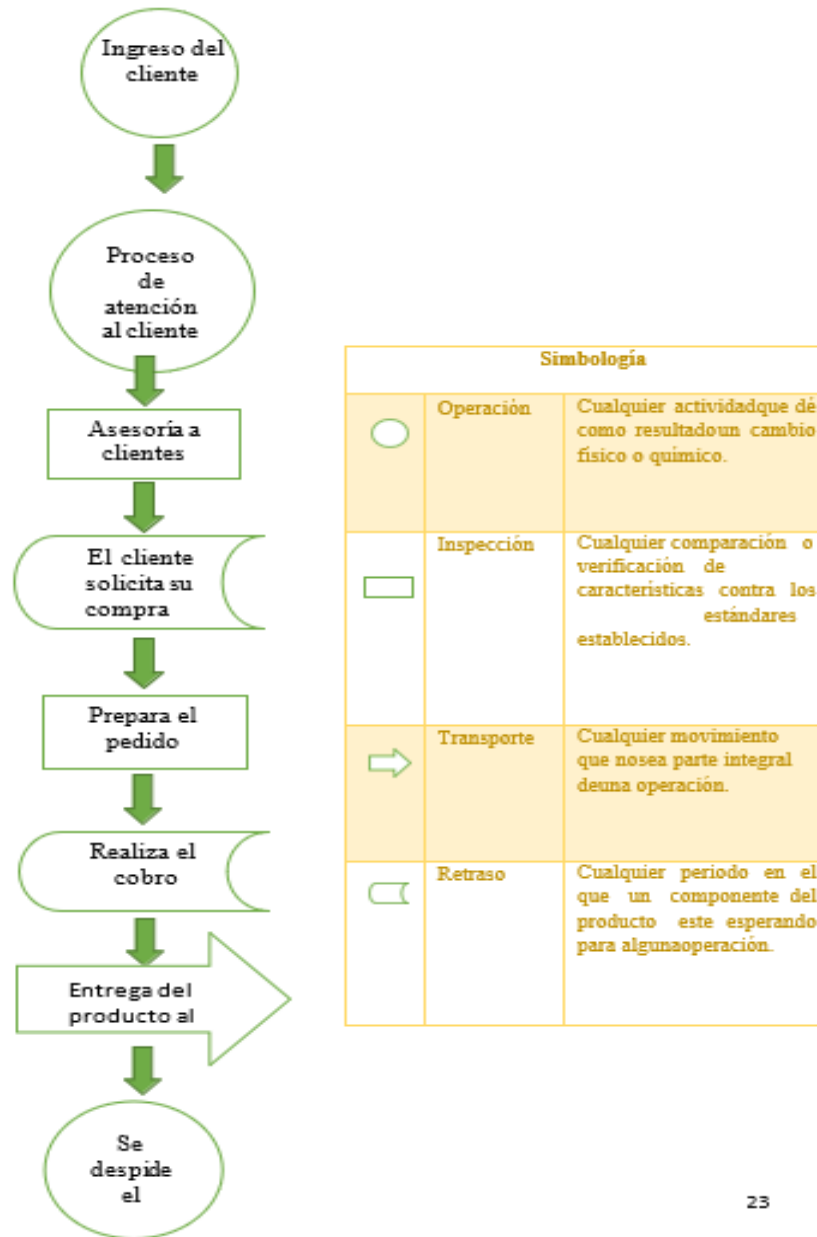 Ingreso del
cliente
Proceso
de
atención
al cliente
Asesoría a
clientes
El cliente
solicita su
compra
Prepara el
pedido
Realiza el
cobro
Entrega del
producto al
Se
despide
el
Simbología
Operación
Cualquier actividadque dé
como resultadoun cambio
físico o químico.
Inspección
Cualquier comparación o
verificación de
características contra los
estándares
establecidos.
Transporte
Cualquier movimiento
que nosea parte integral
deuna operación.
Retraso
Cualquier periodo en el
que un componente del
producto este esperando
para algunaoperación.
23